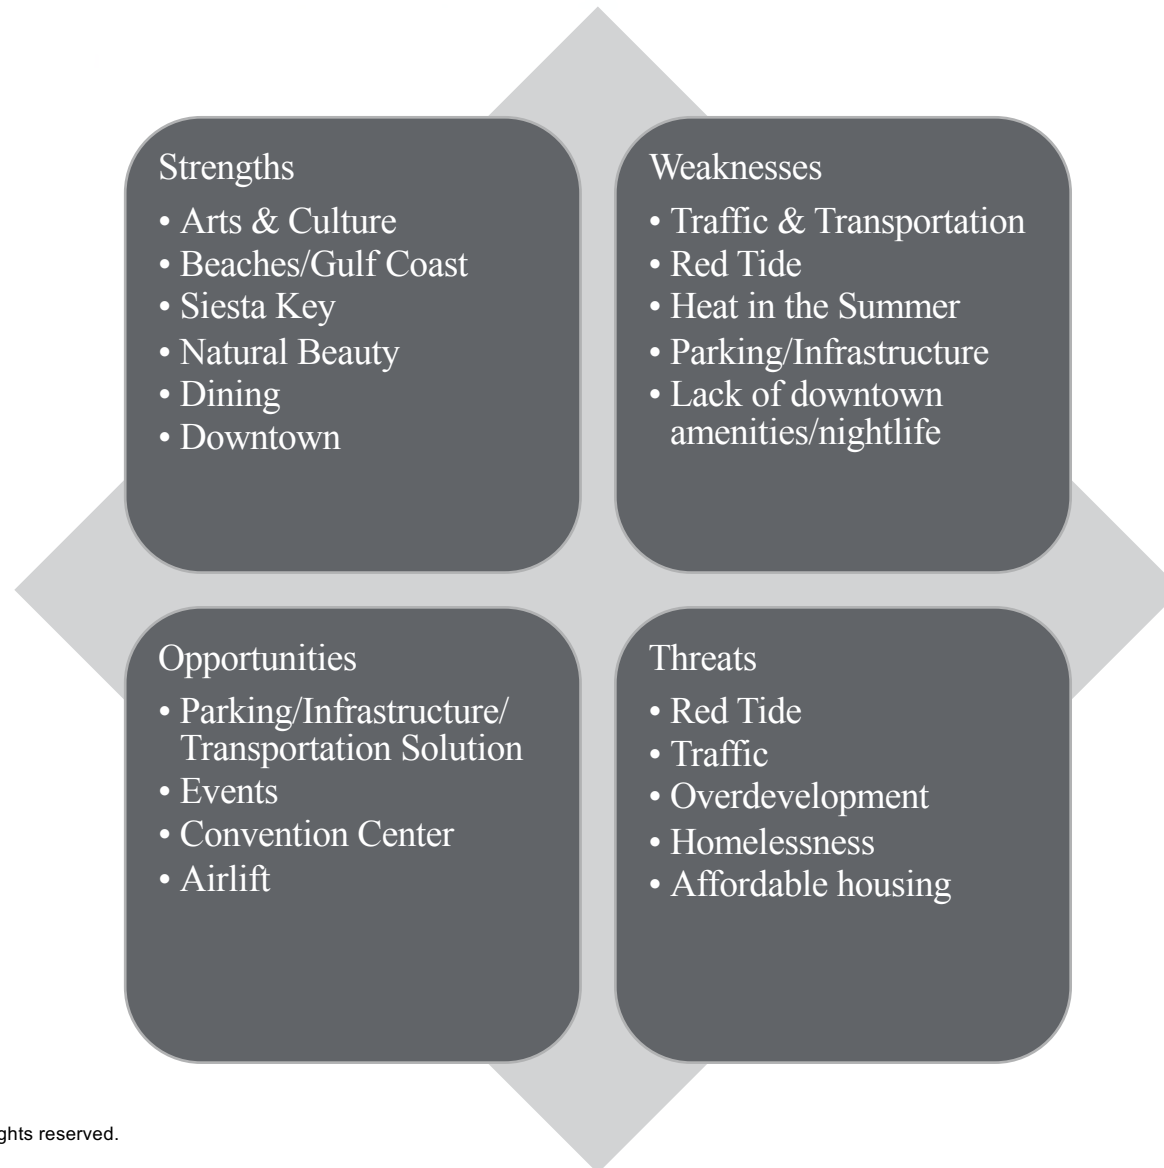 Strengths
• Arts & Culture
• Beaches/Gulf Coast
• Siesta Key
• Natural Beauty
• Dining
• Downtown
Weaknesses
• Traffic & Transportation
• Red Tide
• Heat in the Summer
• Parking/Infrastructure
• Lack of downtown
amenities/nightlife
Opportunities
• Parking/Infrastructure/
Transportation Solution
• Events
• Convention Center
• Airlift
Threats
• Red Tide
• Traffic
• Overdevelopment
• Homelessness
• Affordable housing
ghts reserved.